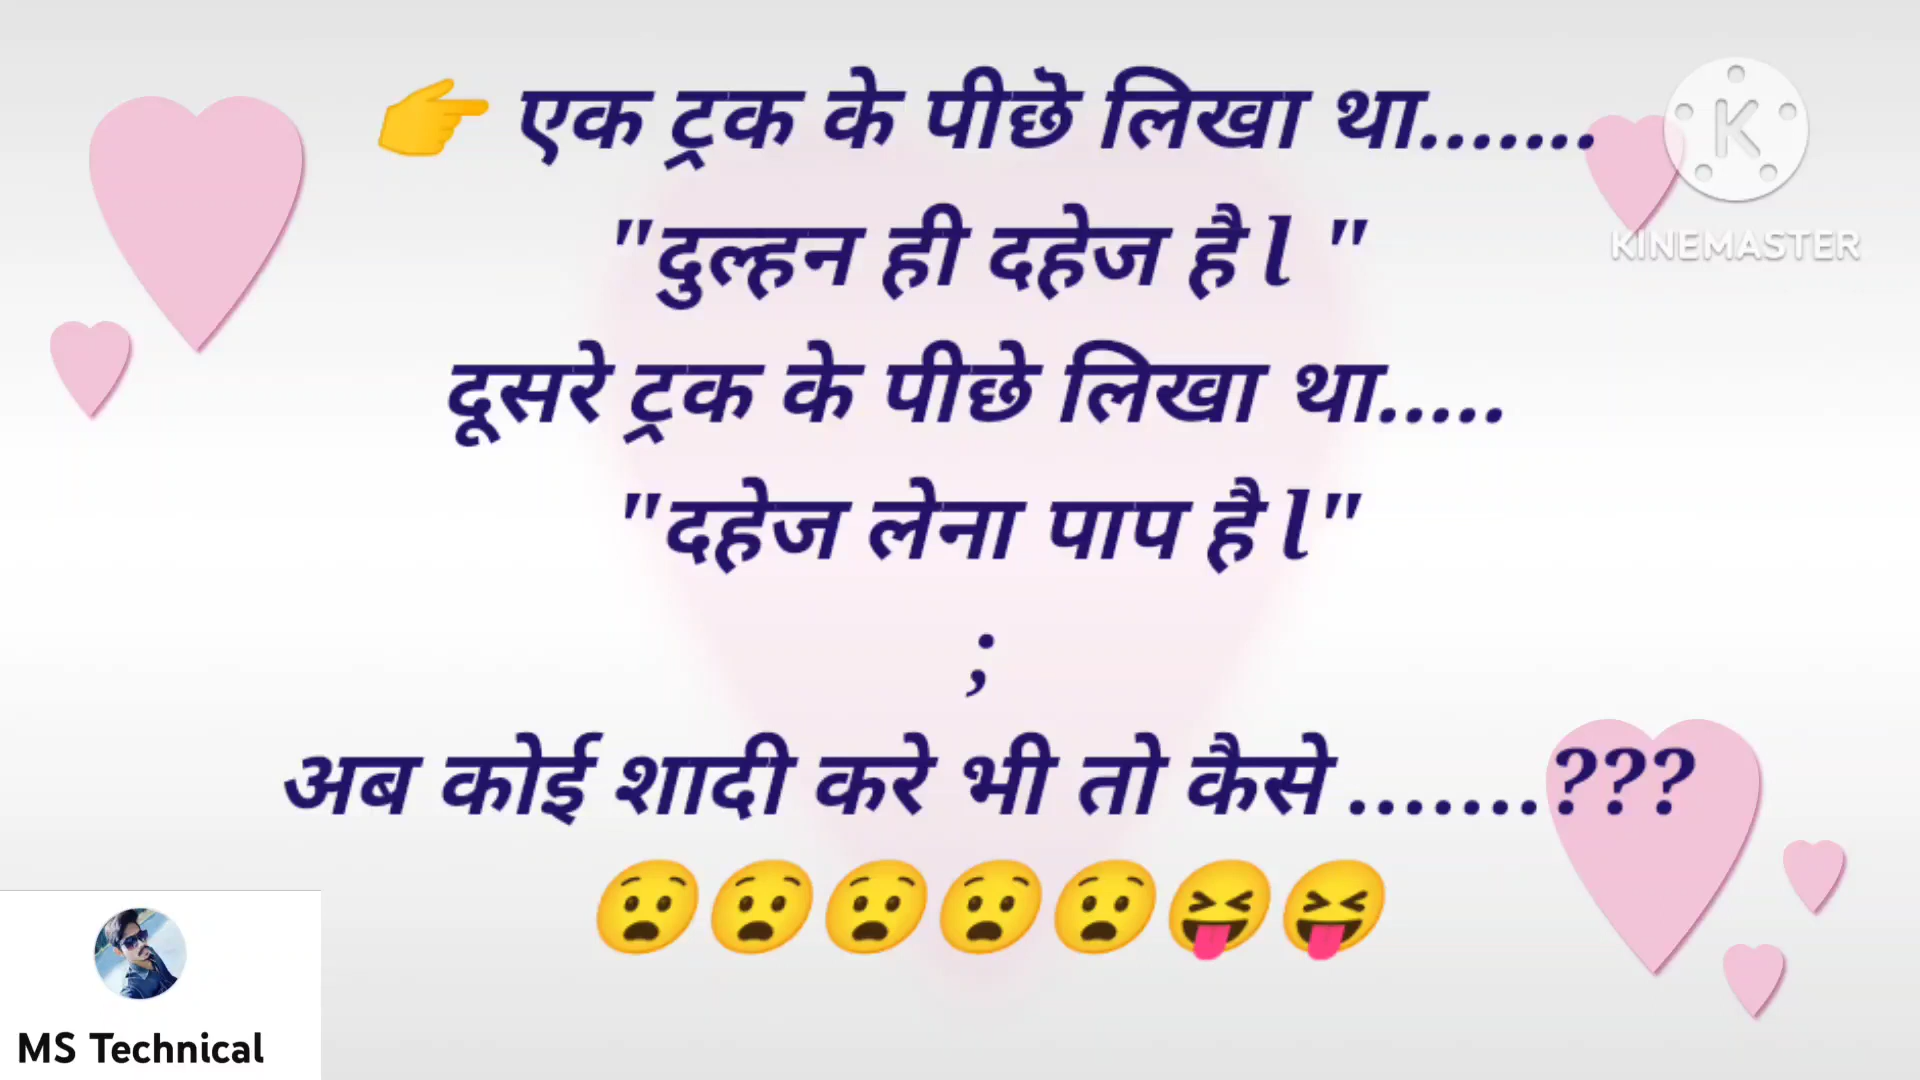 👉 एक ट्रक के पीछे लिखा था.......
"दुल्हन ही दहेज है l "
दूसरे ट्रक के पीछे लिखा था.....
"दहेज लेना पाप है l"
;
अब कोई शादी करे भी तो कैसे .......???
😧😧😧😧😧😝😝
K
KINEMASTER
MS Technical